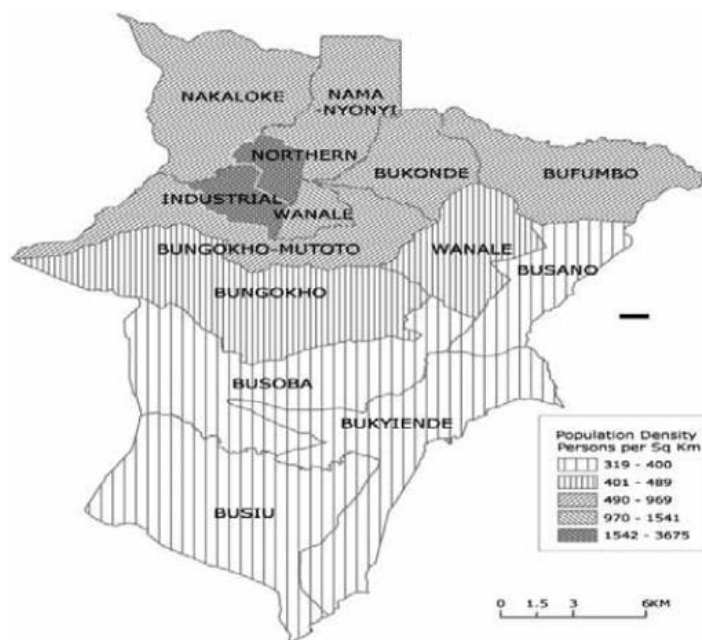 NAKALOKE
NAMA
-NYONYI
NORTHERN
BUKONDE
BUFUMBO
INDUSTRIAL
WANALE
BUNGOKHO-MUTOTO
WANALE
BUSANO
BUNGOKHO
BUSOBA
BUKYIENDE
BUSIU
Population Density
Persons per Sq Km
319 - 400
401 - 489
490 - 969
970 - 1541
1542 - 3675
0 1.5 3 6KM